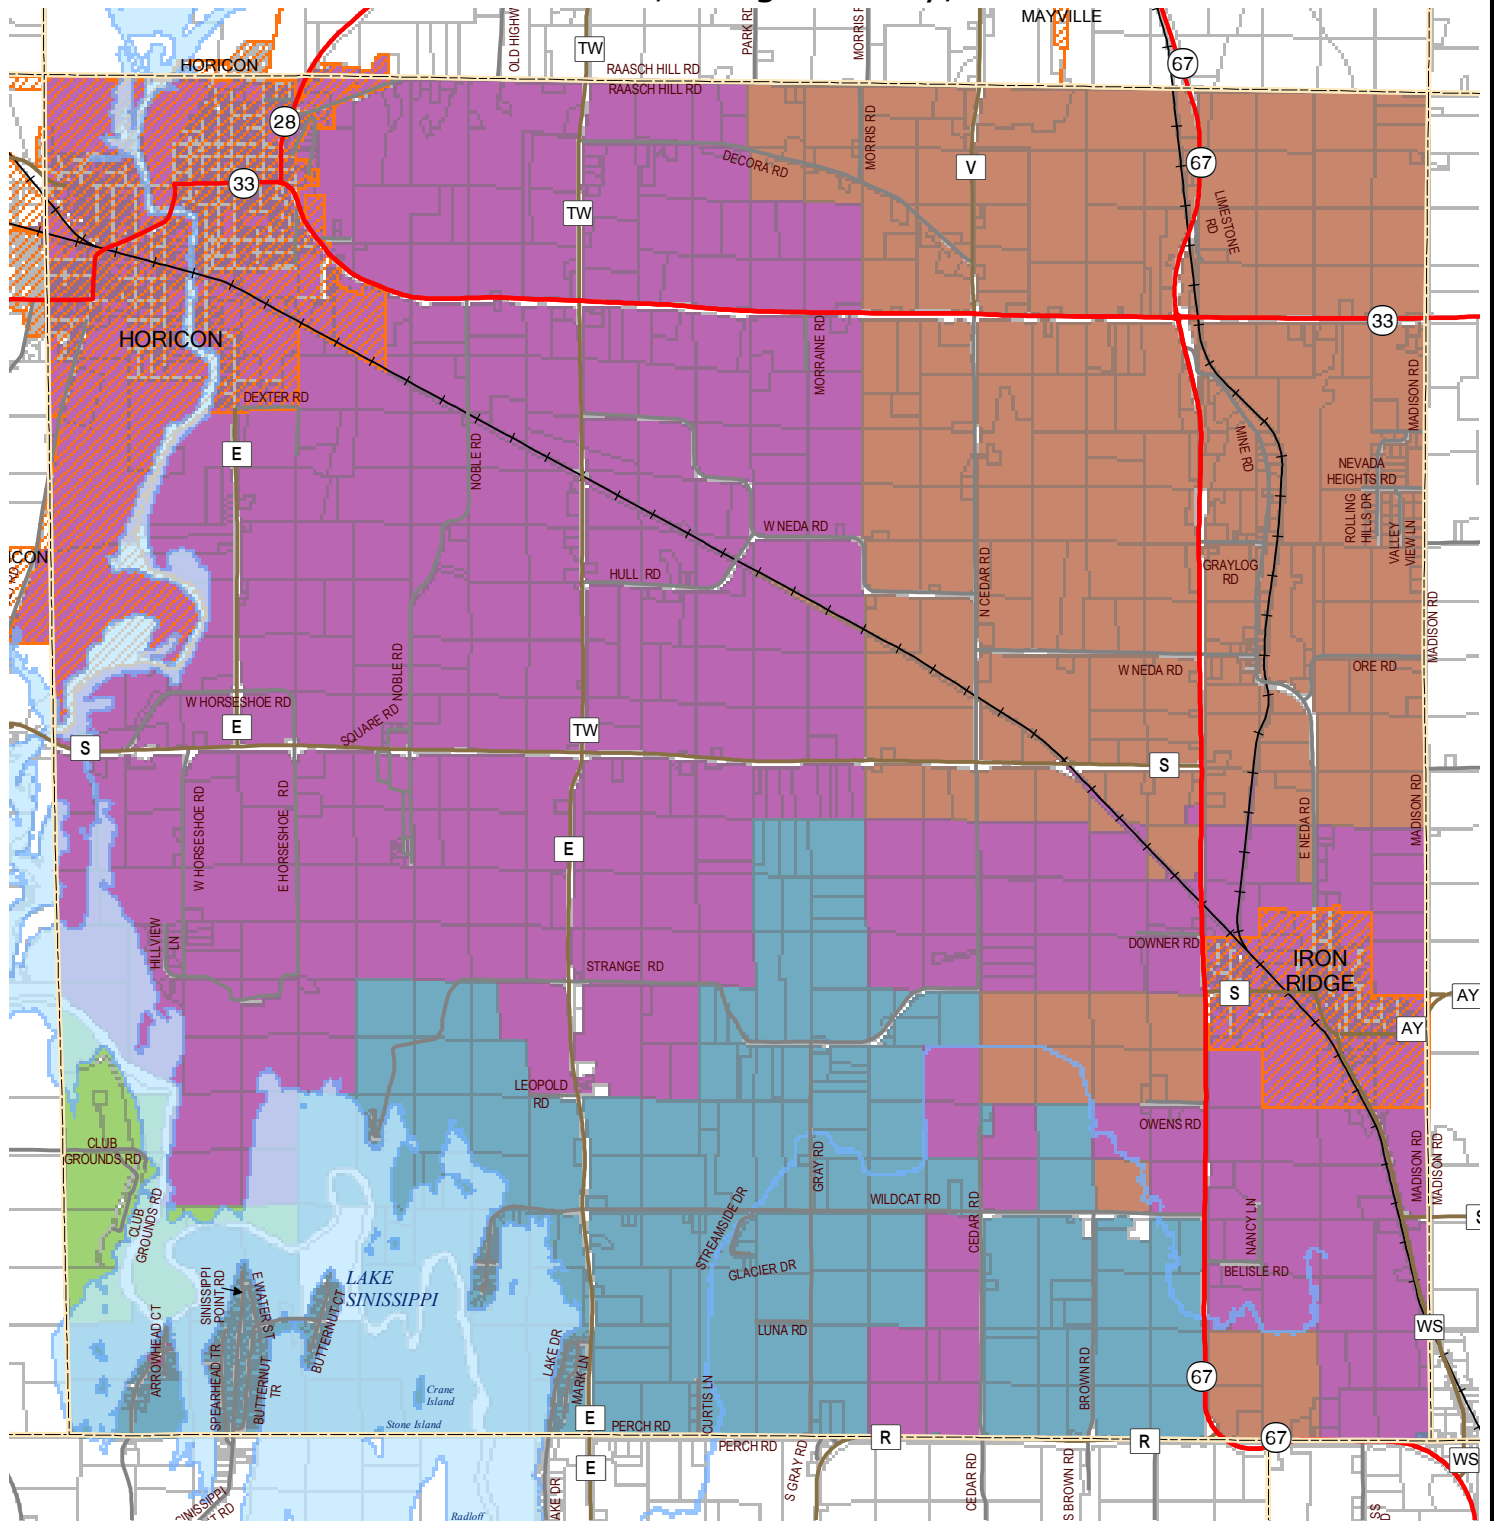 MAYVILLE
OLD HIGHW
TW
PARK RD
67
HORICON
RAASCH HILL RD
RAASCH HILL RD
28
MORRIS RD
DECORA RD
V
67
33
TW
LIMESTONE
RD
33
HORICON
MORRAINE RD
MADISON RD
DEXTER RD
E
NOBLE RD
MINE RD
NEVADA
HEIGHTS RD
ROLLING
HILLS DR
VALLEY
VIEW LN
W NEDA RD
HULL RD
N CEDAR RD
GRAYLOG
RD
MADISON RD
W NEDA RD
ORE RD
NOBLE RD
W HORSESHOE RD
SQUARE RD
E
TW
S
S
W HORSESHOE RD
E HORSESHOE RD
E
E NEDA RD
MADISON RD
HILLVIEW
LN
STRANGE RD
DOWNER RD
IRON
RIDGE
S
AY
AY
LEOPOLD
RD
OWENS RD
CLUB
GROUNDS RD
GRAY RD
MADISON RD
MADISON RD
WILDCAT RD
CLUB
GROUNDS RD
STREAMSIDE DR
CEDAR RD
NANCY LN
GLACIER DR
BELISLE RD
SINISSIPPI
POINT RD
E WATER ST
LAKE
SINISSIPPI
BUTTERNUT CT
ARROWHEAD CT
LUNA RD
WS
SPEARHEAD TR
BUTTERNUT
TR
LAKE DR
MARK LN
BROWN RD
67
Crane
Island
CURTIS LN
Stone Island
E
PERCH RD
PERCH RD
R
R
67
E
S GRAY RD
CEDAR RD
S BROWN RD
WS
Radloff